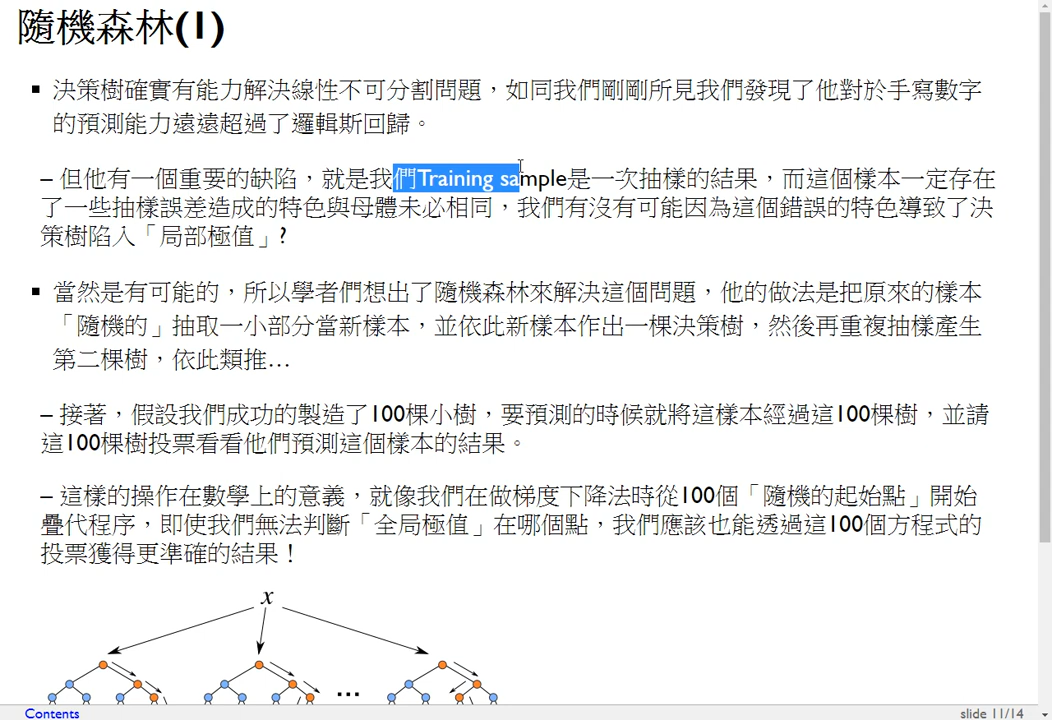 隨機森林(1)
決策樹確實有能力解決線性不可分割問題，如同我們剛剛所見我們發現了他對於手寫數字
的預測能力遠遠超過了邏輯斯回歸。
– 但他有一個重要的缺陷，就是我們Training sample是一次抽樣的結果，而這個樣本一定存在
了一些抽樣誤差造成的特色與母體未必相同，我們有沒有可能因為這個錯誤的特色導致了決
策樹陷入「局部極值」?
當然是有可能的，所以學者們想出了隨機森林來解決這個問題，他的做法是把原來的樣本
「隨機的」抽取一小部分當新樣本，並依此新樣本作出一棵決策樹，然後再重複抽樣產生
第二棵樹，依此類推…
– 接著，假設我們成功的製造了100棵小樹，要預測的時候就將這樣本經過這100棵樹，並請
這100棵樹投票看看他們預測這個樣本的結果。
– 這樣的操作在數學上的意義，就像我們在做梯度下降法時從100個「隨機的起始點」開始
疊代程序，即使我們無法判斷「全局極值」在哪個點，我們應該也能透過這100個方程式的
投票獲得更準確的結果！
x
...
Contents
slide 11/14